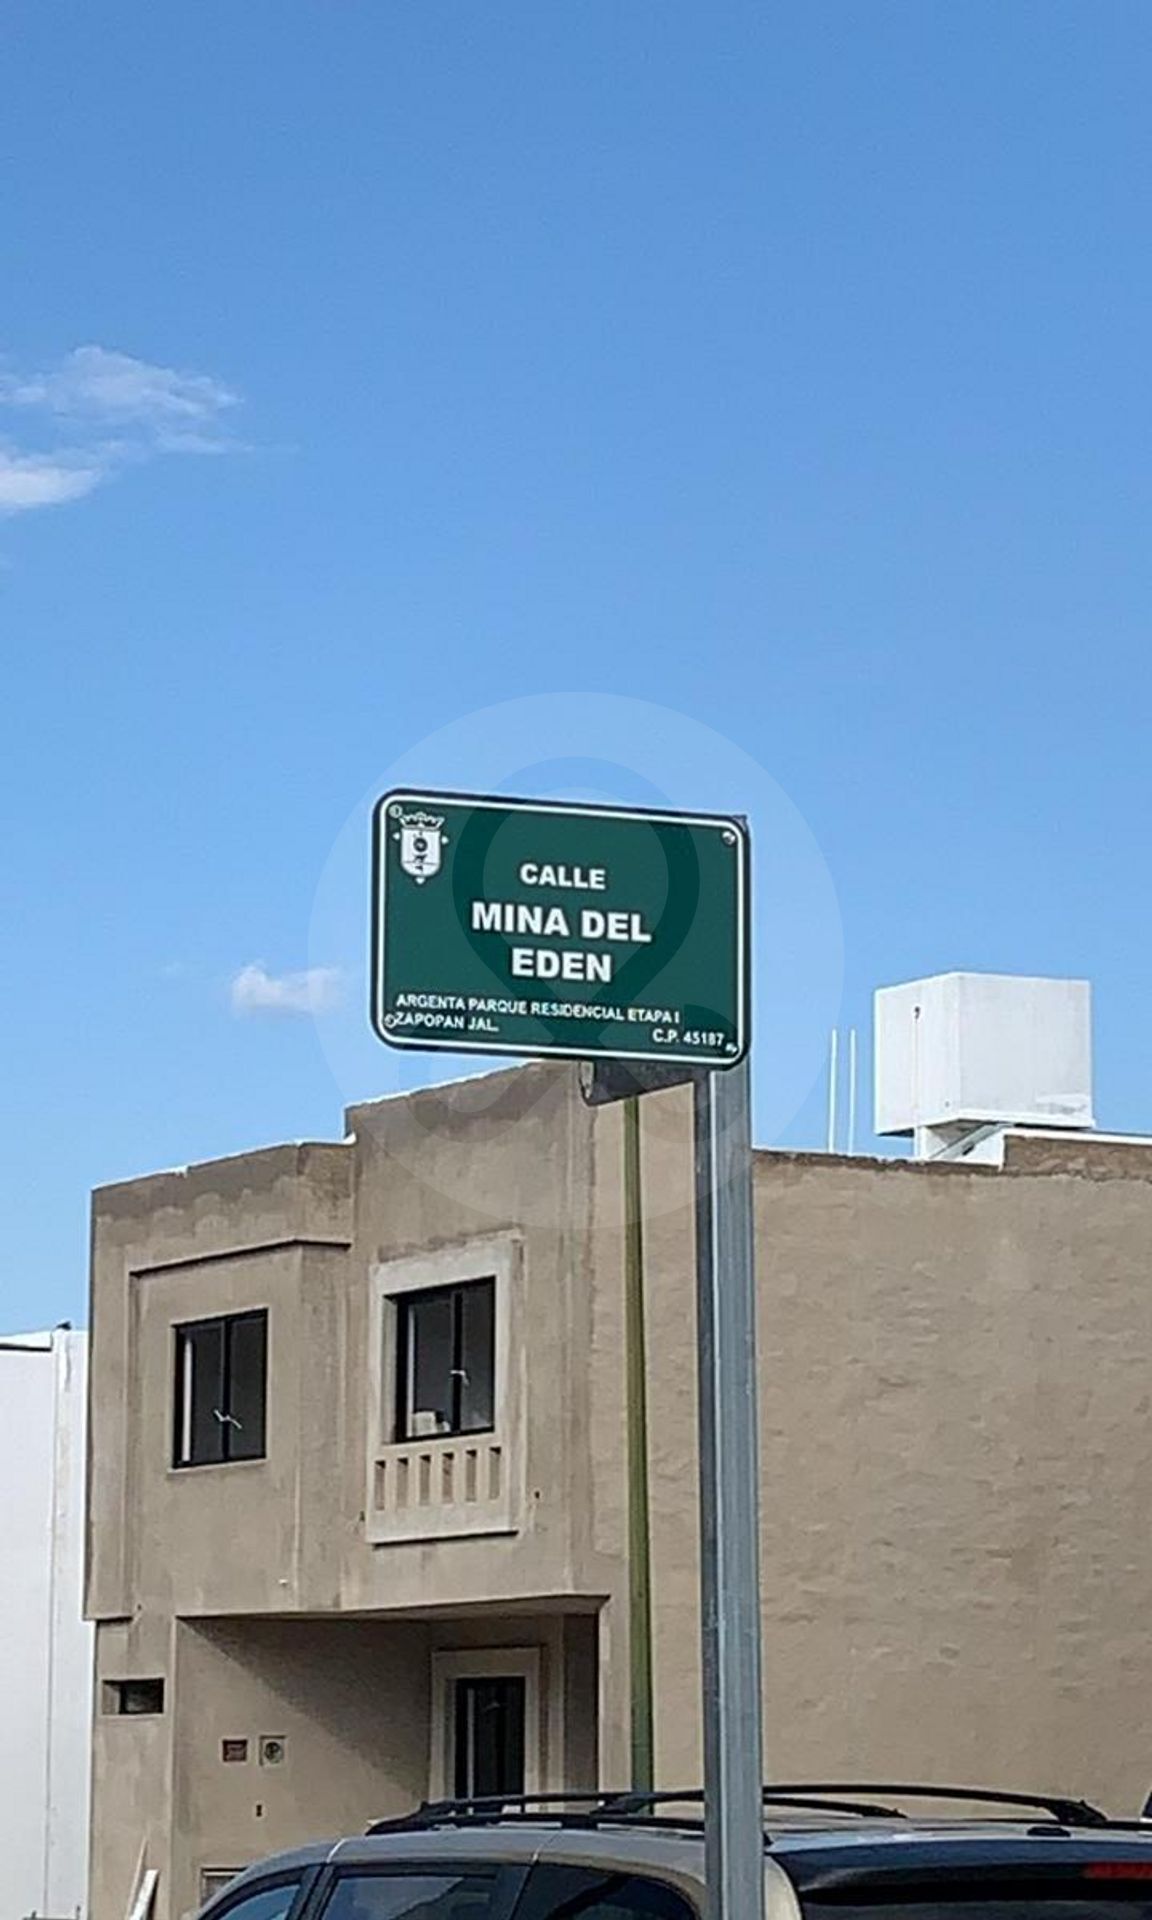 CALLE
MINA DEL
EDEN
ARGENTA PARQUE RESIDENCIAL ETAPA I
ZAPOPAN JAL.
C.P. 45187